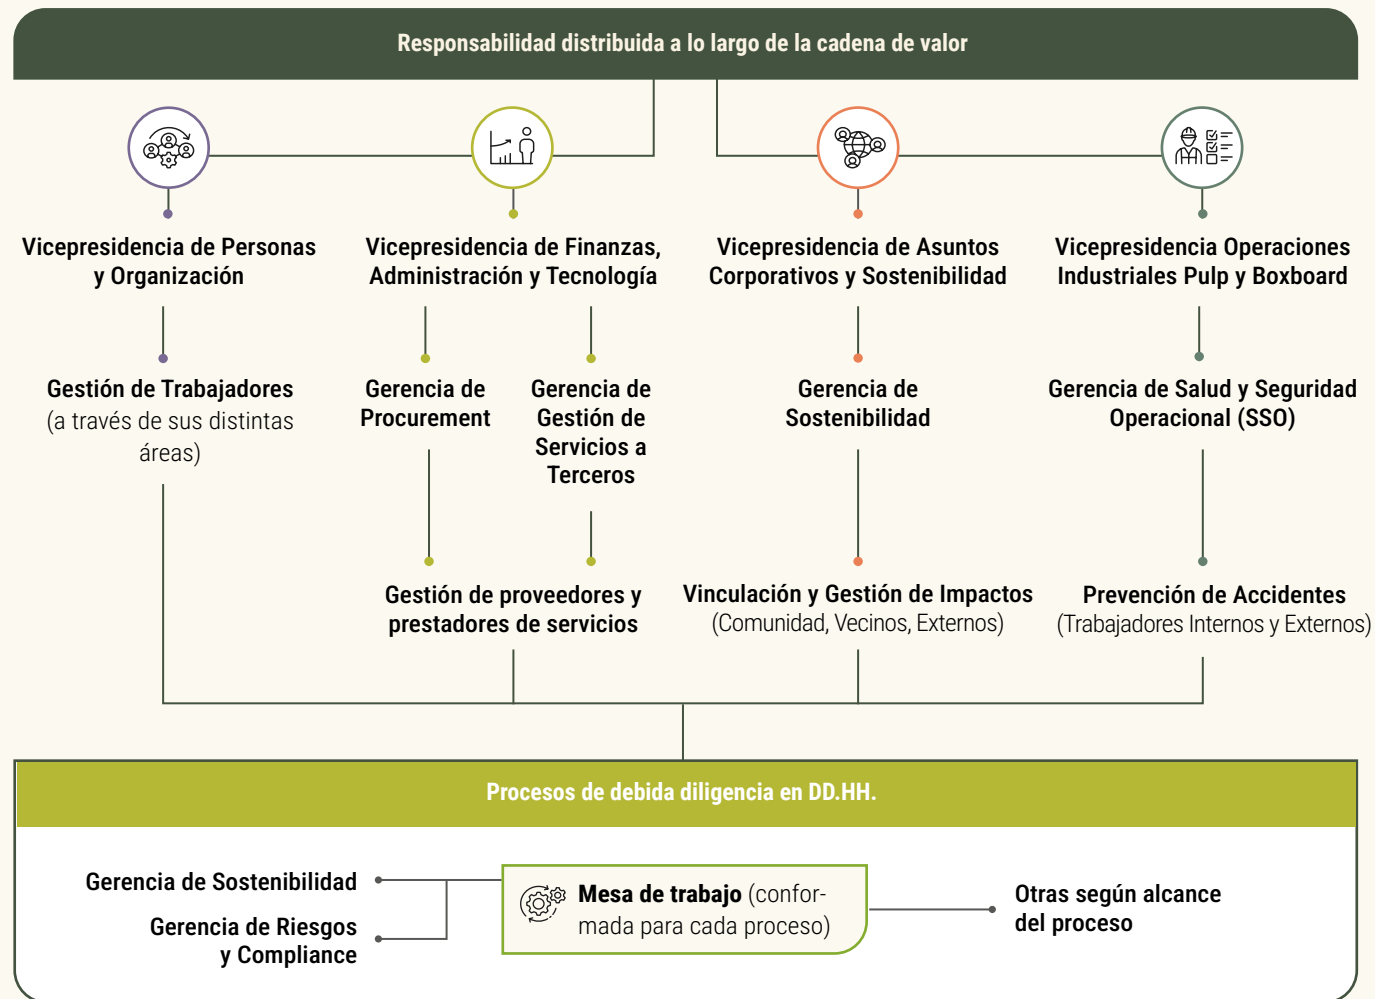 Responsabilidad distribuida a lo largo de la cadena de valor
Vicepresidencia de Personas
y Organización
Vicepresidencia de Finanzas,
Administración y Tecnología
Vicepresidencia de Asuntos
Corporativos y Sostenibilidad
Vicepresidencia Operaciones
Industriales Pulp y Boxboard
Gestión de Trabajadores
(a través de sus distintas
áreas)
Gerencia de
Procurement
Gerencia de
Gestión de
Servicios a
Terceros
Gerencia de
Sostenibilidad
Gerencia de Salud y Seguridad
Operacional (SSO)
Gestión de proveedores y
prestadores de servicios
Vinculación y Gestión de Impactos
(Comunidad, Vecinos, Externos)
Prevención de Accidentes
(Trabajadores Internos y Externos)
Procesos de debida diligencia en DD.HH.
Gerencia de Sostenibilidad
Gerencia de Riesgos
y Compliance
Mesa de trabajo (confor-
mada para cada proceso)
Otras según alcance
del proceso